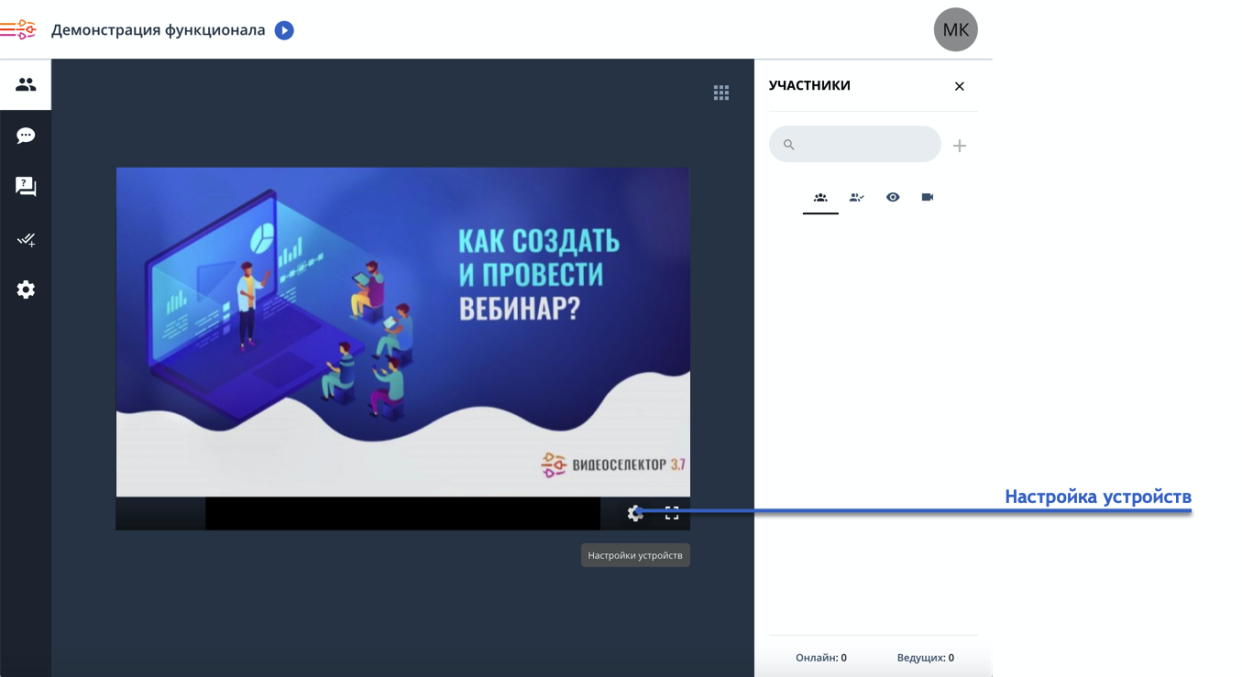 Демонстрация функционала
МК
УЧАСТНИКИ
КАК СОЗДАТЬ
И ПРОВЕСТИ
ВЕБИНАР?
ВИДЕОСЕЛЕКТОР 3.7
Настройка устройств
Настройки устройств
Онлайн: 0 Ведущих: 0